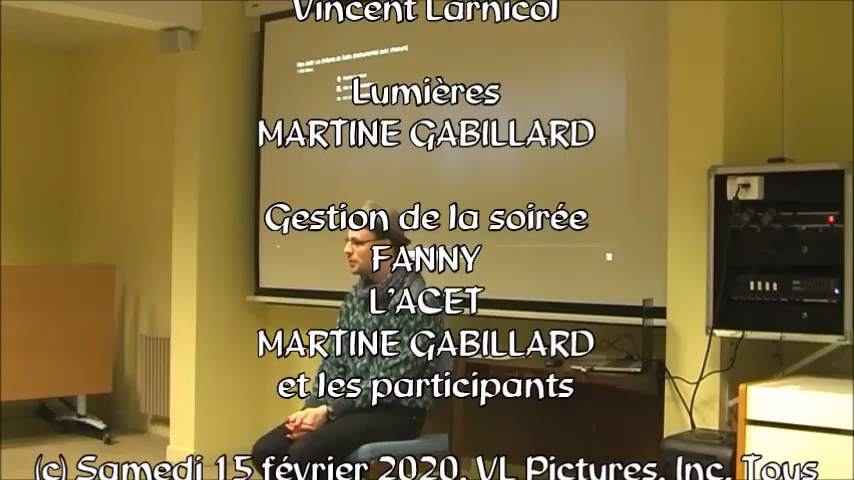 Vincent Larnicol
Lumières
MARTINE GABILLARD
Gestion de la soirée
FANNY
L'ACET
MARTINE GABILLARD
et les participants
(c) Samedi 15 février 2020. VL Pictures, Inc. Tous